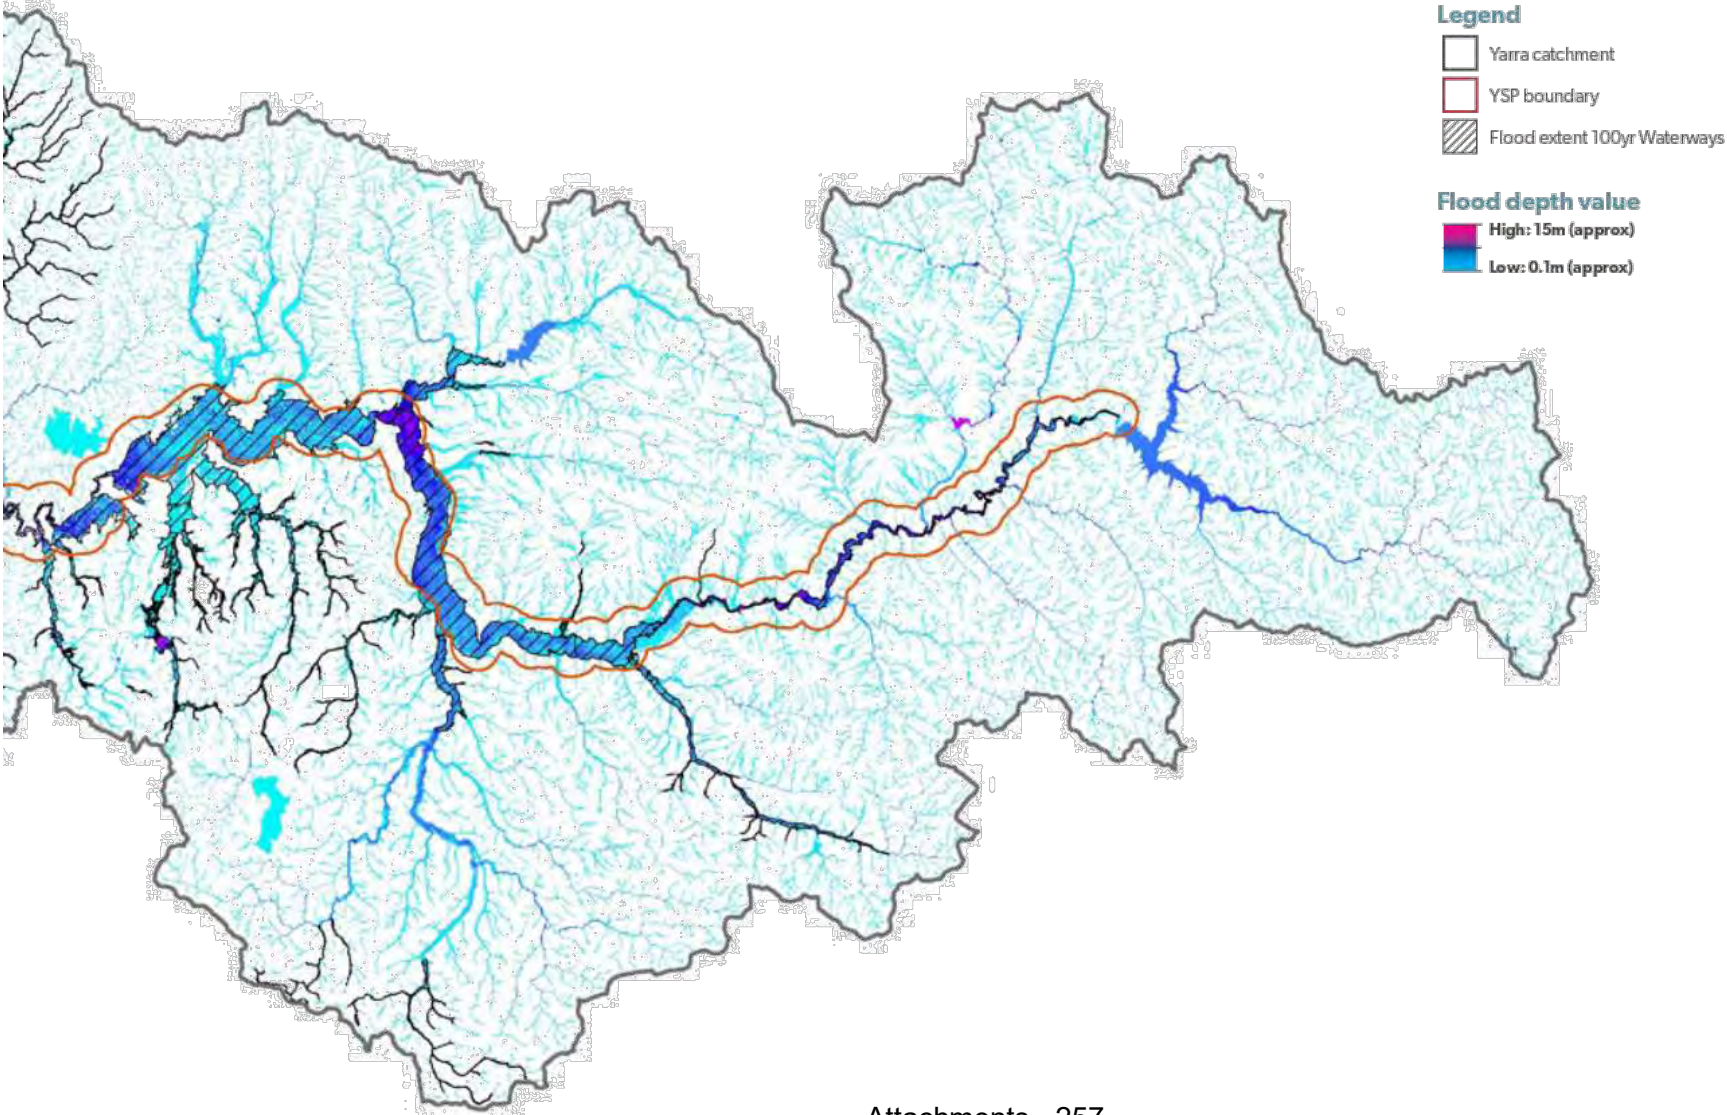 Legend
Yarra catchment
YSP boundary
Flood extent 100yr Waterways
Flood depth value
High: 15m (approx)
Low: 0.1m (approx)
Attachments - 257